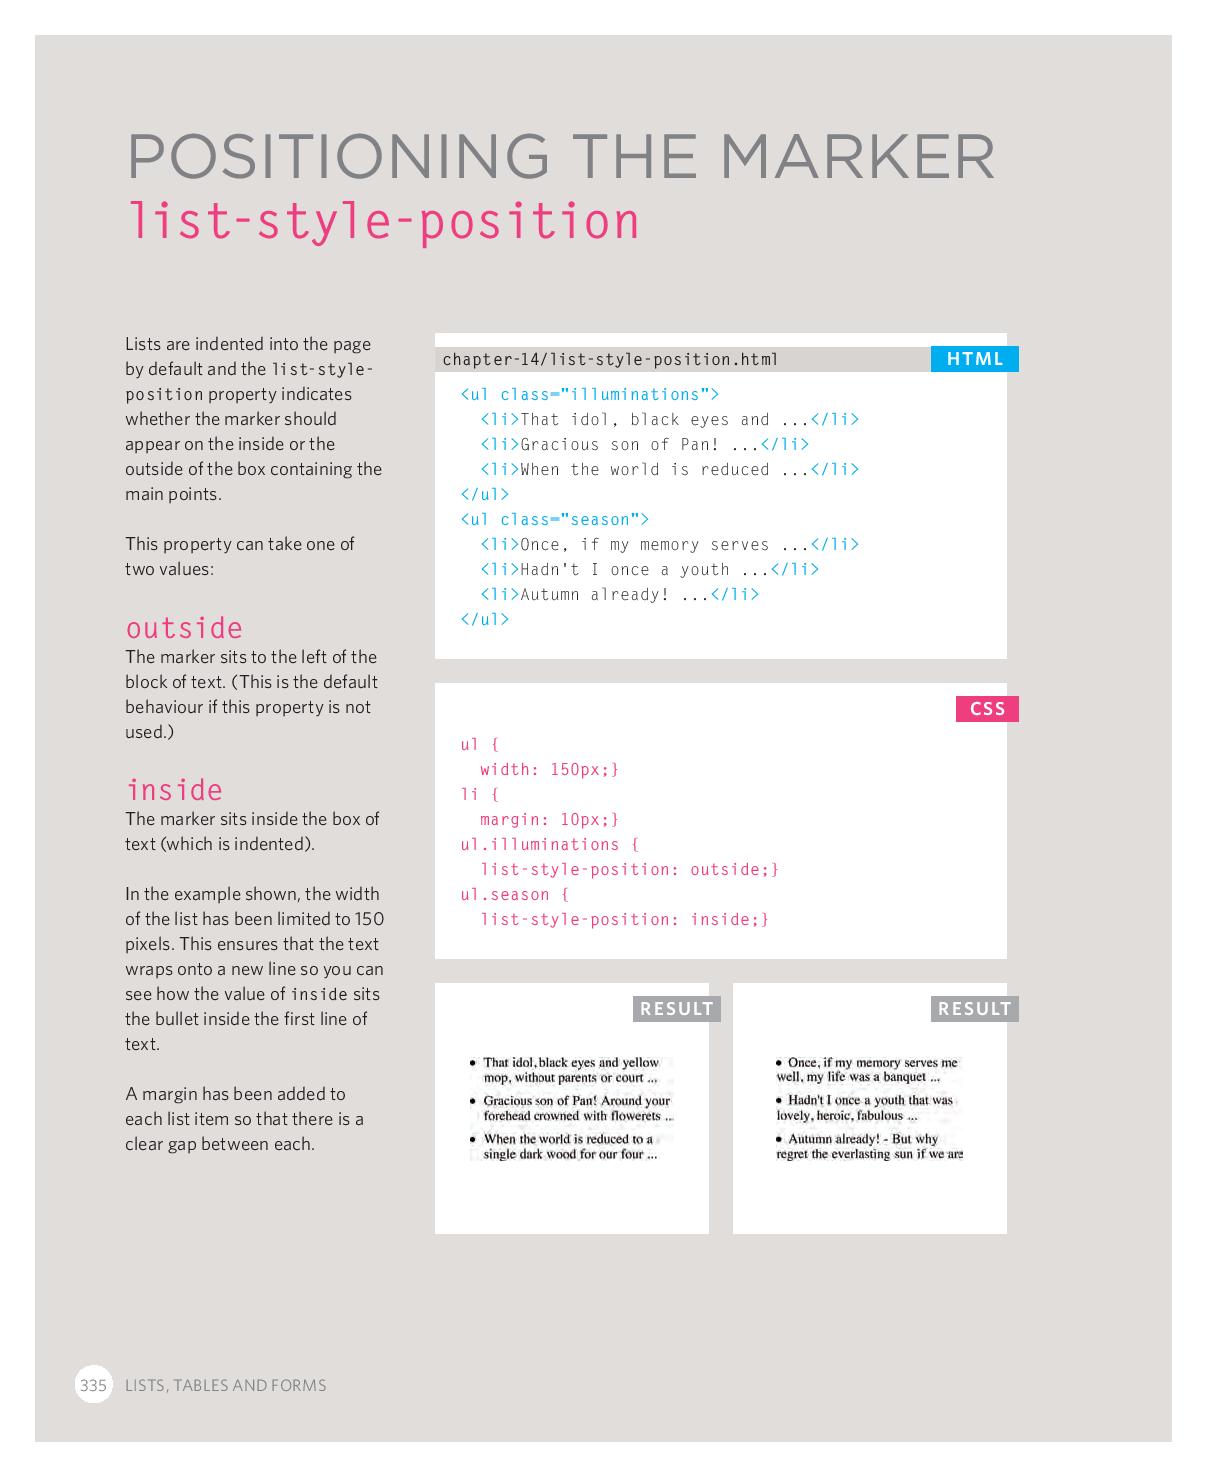 POSITIONING THE MARKER
list-style-position
Lists are indented into the page
by default and the list-style-
position property indicates
whether the marker should
appear on the inside or the
outside of the box containing the
main points.
This property can take one of
two values:
outside
The marker sits to the left of the
block of text. (This is the default
behaviour if this property is not
used.)
inside
The marker sits inside the box of
text (which is indented).
In the example shown, the width
of the list has been limited to 150
pixels. This ensures that the text
wraps onto a new line so you can
see how the value of inside sits
the bullet inside the first line of
text.
A margin has been added to
each list item so that there is a
clear gap between each.
chapter-14/list-style-position.html
HTML
<ul class="illuminations">
  <li>That idol, black eyes and ...</li>
  <li>Gracious son of Pan! ...</li>
  <li>When the world is reduced ...</li>
</ul>
<ul class="season">
  <li>Once, if my memory serves ...</li>
  <li>Hadn't I once a youth ...</li>
  <li>Autumn already! ...</li>
</ul>
CSS
ul {
  width: 150px;}
li {
  margin: 10px;}
ul.illuminations {
  list-style-position: outside;}
ul.season {
  list-style-position: inside;}
RESULT
• That idol, black eyes and yellow
mop, without parents or court ...
• Gracious son of Pan! Around your
forehead crowned with flowerets ...
• When the world is reduced to a
single dark wood for our four ...
RESULT
• Once, if my memory serves me
well, my life was a banquet ...
• Hadn't I once a youth that was
lovely, heroic, fabulous ...
• Autumn already! - But why
regret the everlasting sun if we are
335 LISTS, TABLES AND FORMS